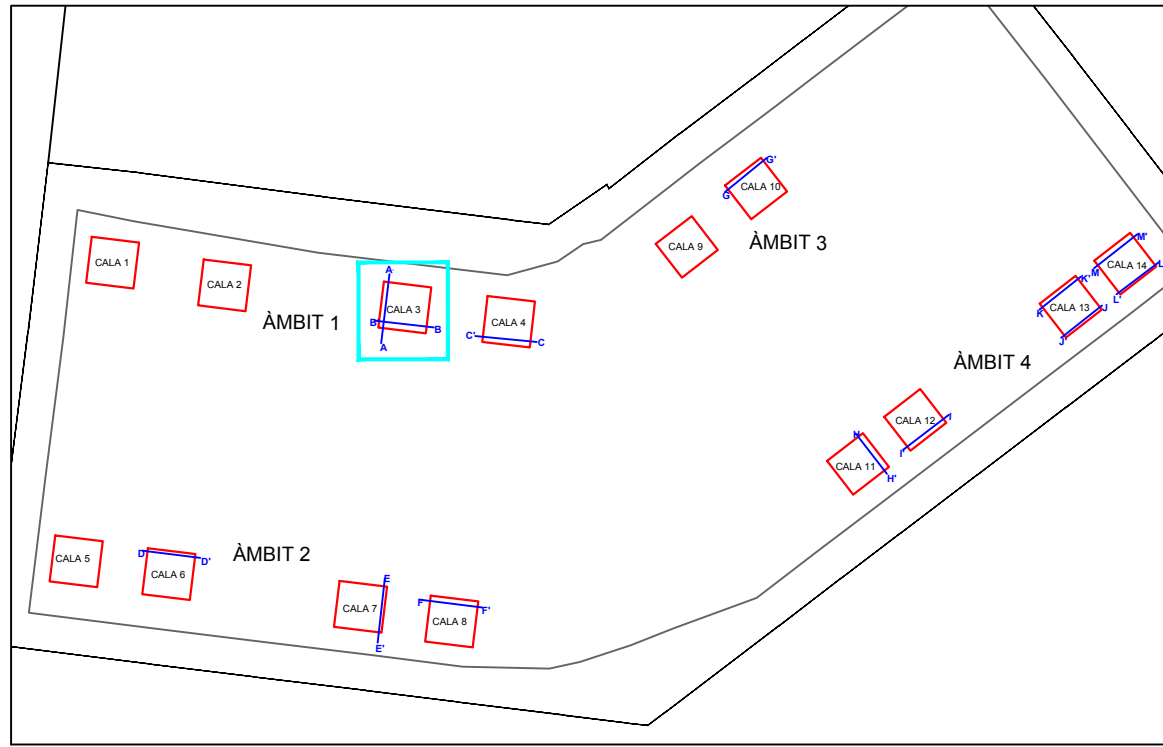 G'
CALA 10
G
M'
CALA 9
ÀMBIT 3
CALA 14
L
CALA 1
A'
M
K'
CALA 2
L'
CALA 3
CALA 13
J
K
ÀMBIT 1
B'
B
CALA 4
C'
C
A
J'
ÀMBIT 4
I
CALA 12
H
I'
CALA 11
H'
D
ÀMBIT 2
CALA 5
D'
CALA 6
E
F
F'
CALA 7
CALA 8
E'